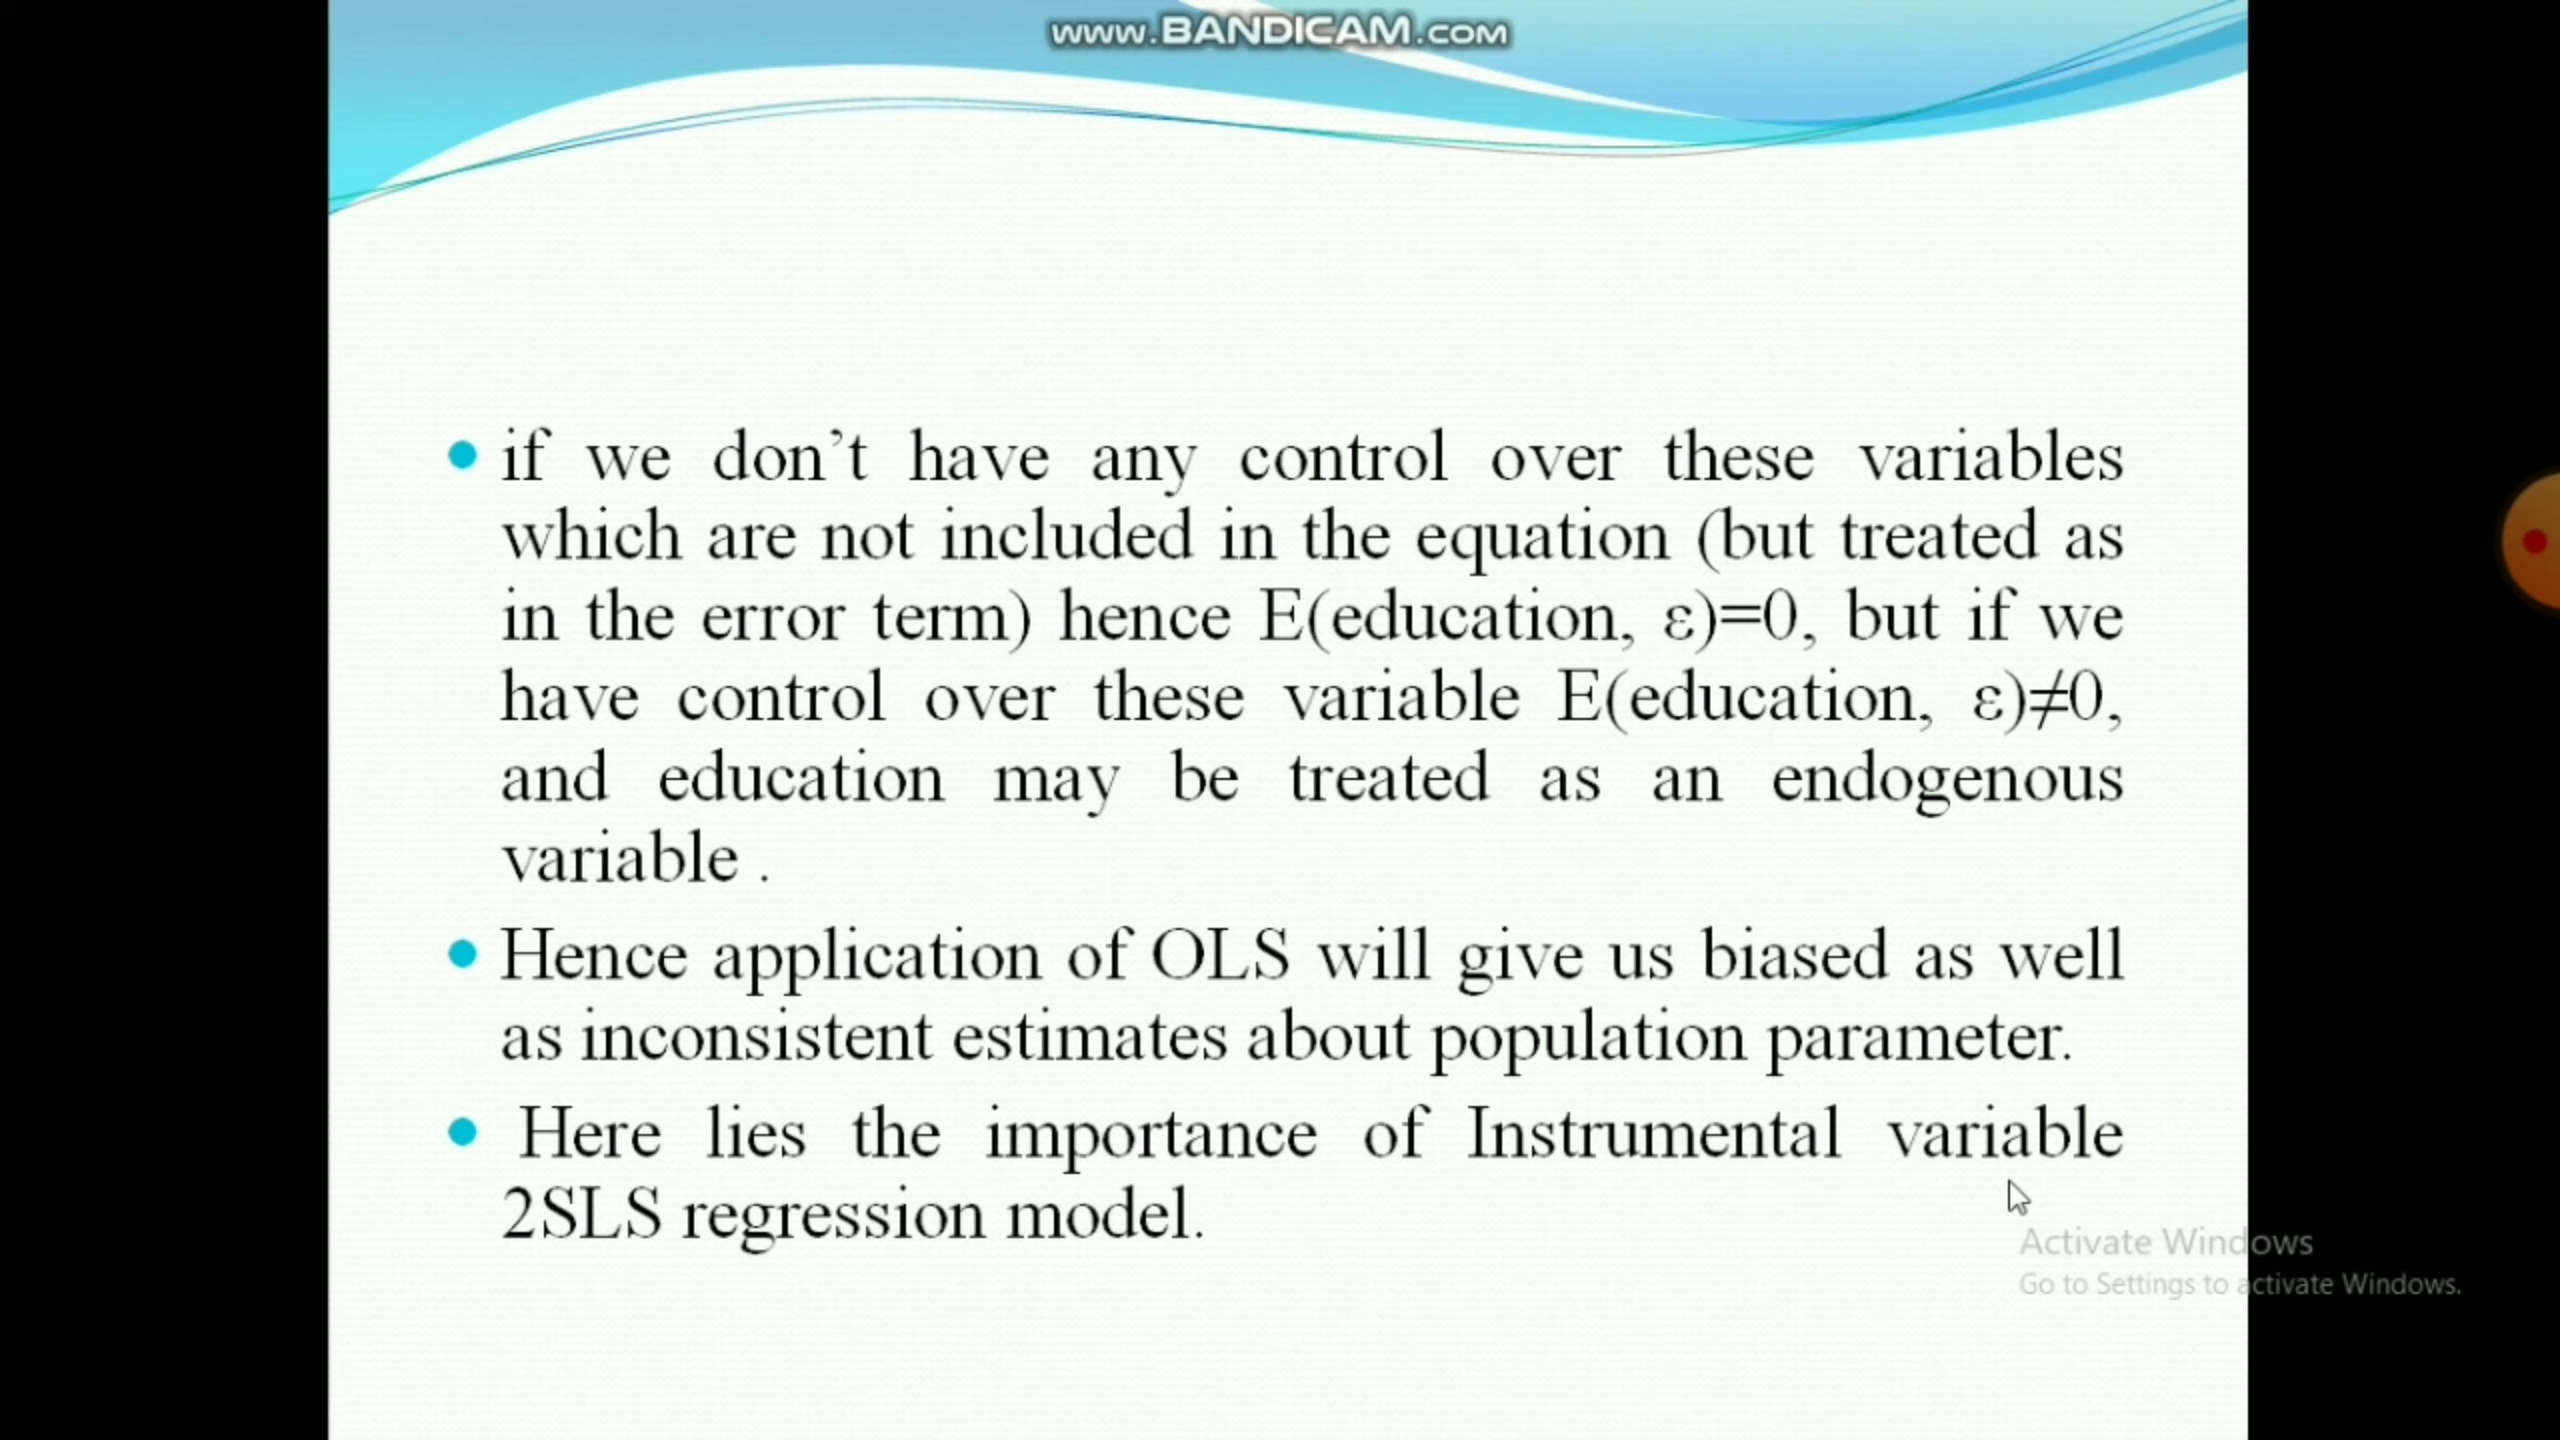 www.BANDICAM.COM
if we don’t have any control over these variables
which are not included in the equation (but treated as
in the error term) hence E(education, ε)=0, but if we
have control over these variable E(education, ε)≠0,
and education may be treated as an endogenous
variable .
Hence application of OLS will give us biased as well
as inconsistent estimates about population parameter.
Here lies the importance of Instrumental variable
2SLS regression model.
Activate Windows
Go to Settings to activate Windows.